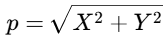 p = √(X² + Y²)